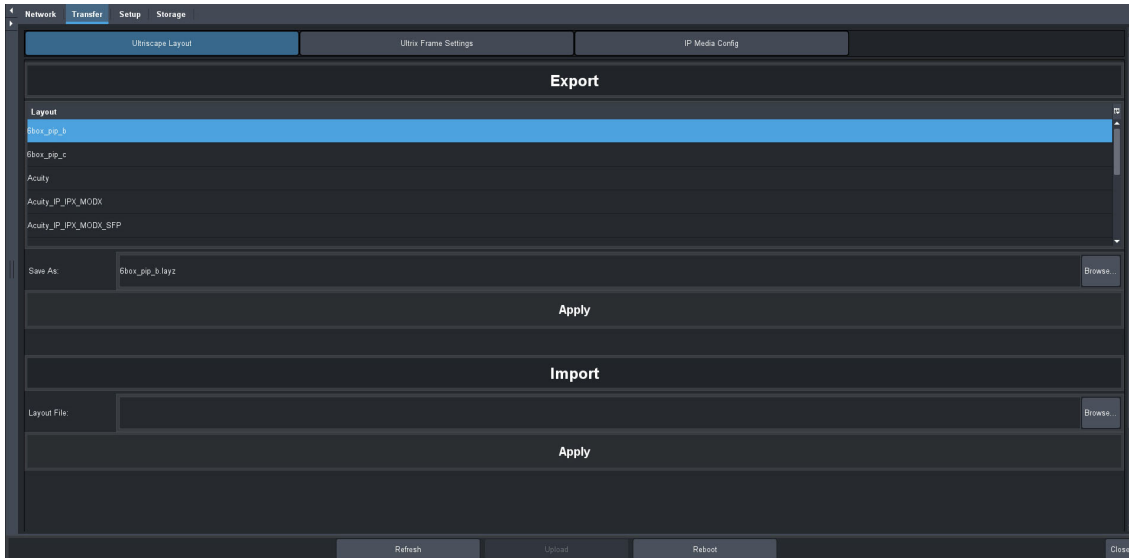 Network Transfer Setup Storage
Ultriscape Layout Ultrix Frame Settings IP Media Config
Export
Layout
6box_pip_b
6box_pip_c
Acuity
Acuity_IP_IPX_MODX
Acuity_IP_IPX_MODX_SFP
Save As: 6box_pip_b.layz Browse...
Apply
Import
Layout File: Browse...
Apply
Refresh Upload Reboot Close